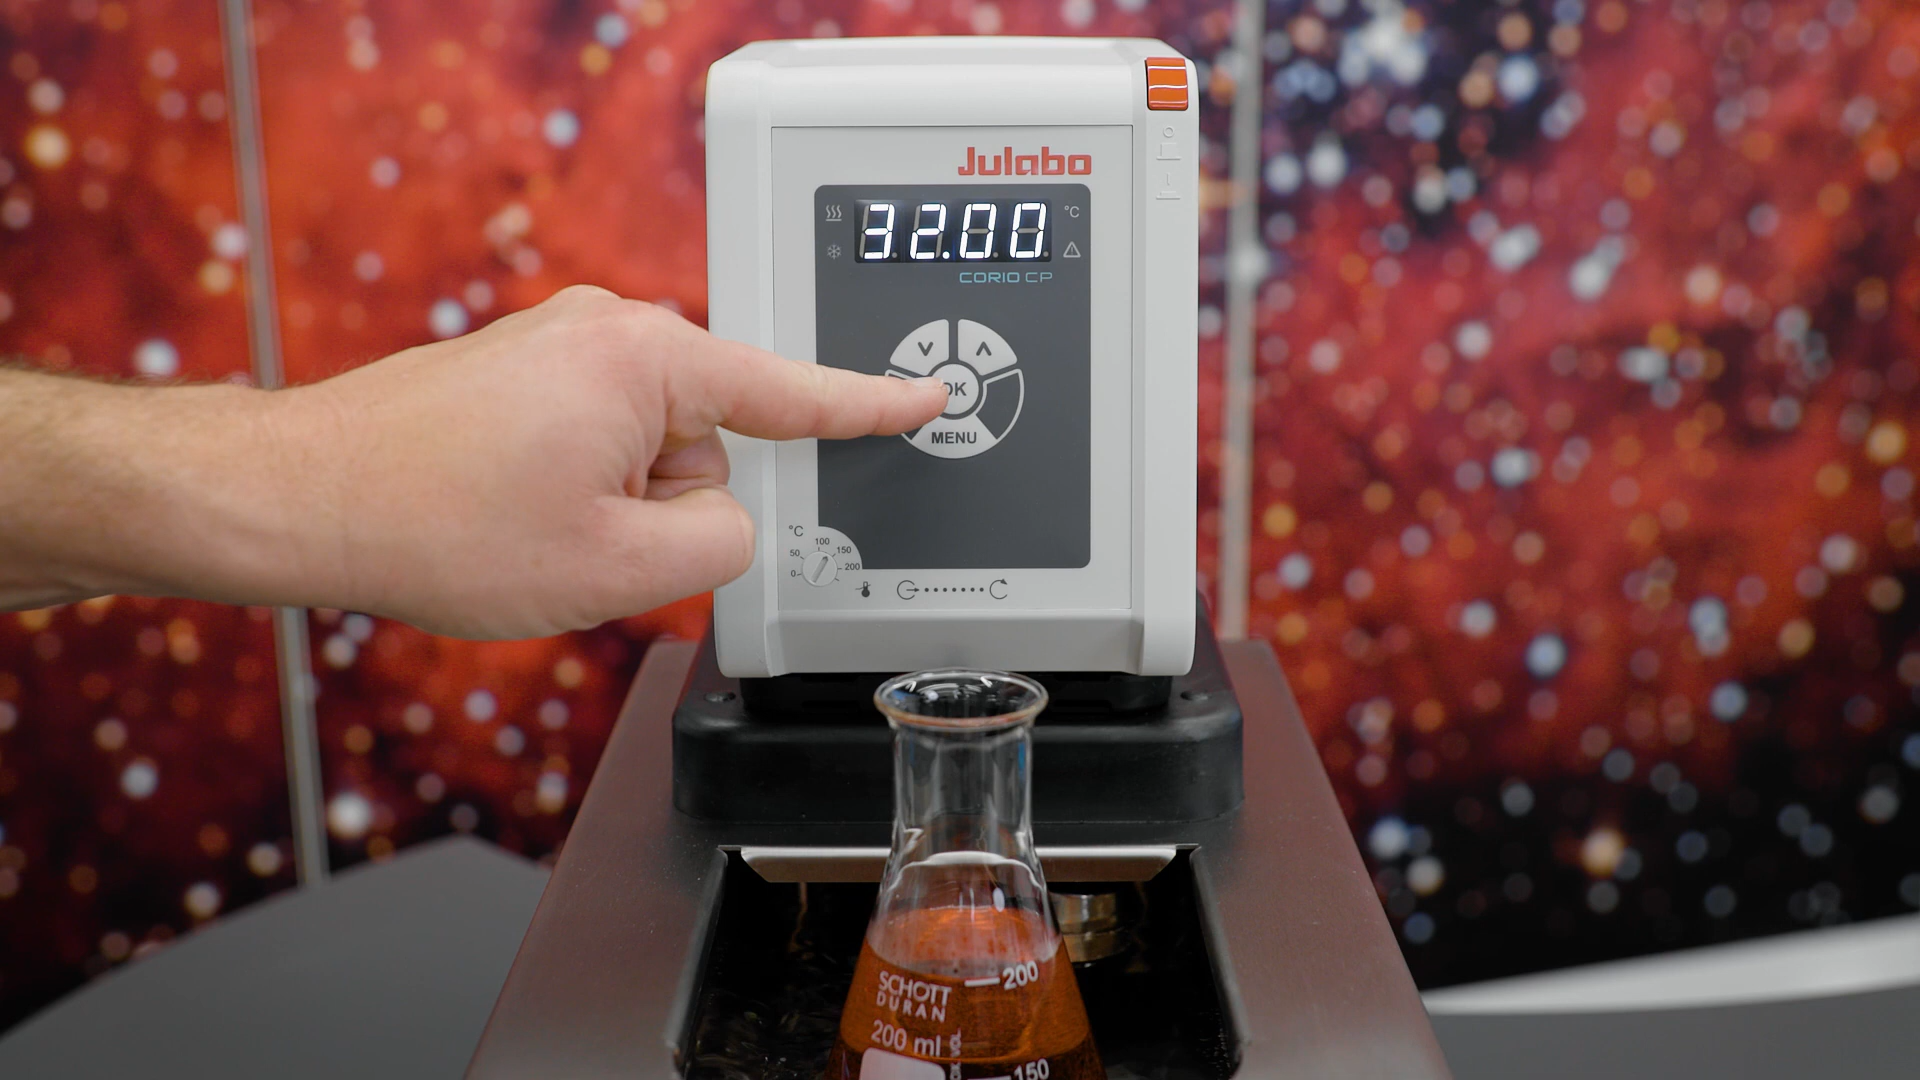 Julabo
32.00
°C
CORIO CP
OK
MENU
°C
0
50
100
150
200
SCHOTT
DURAN
200
200 ml
150